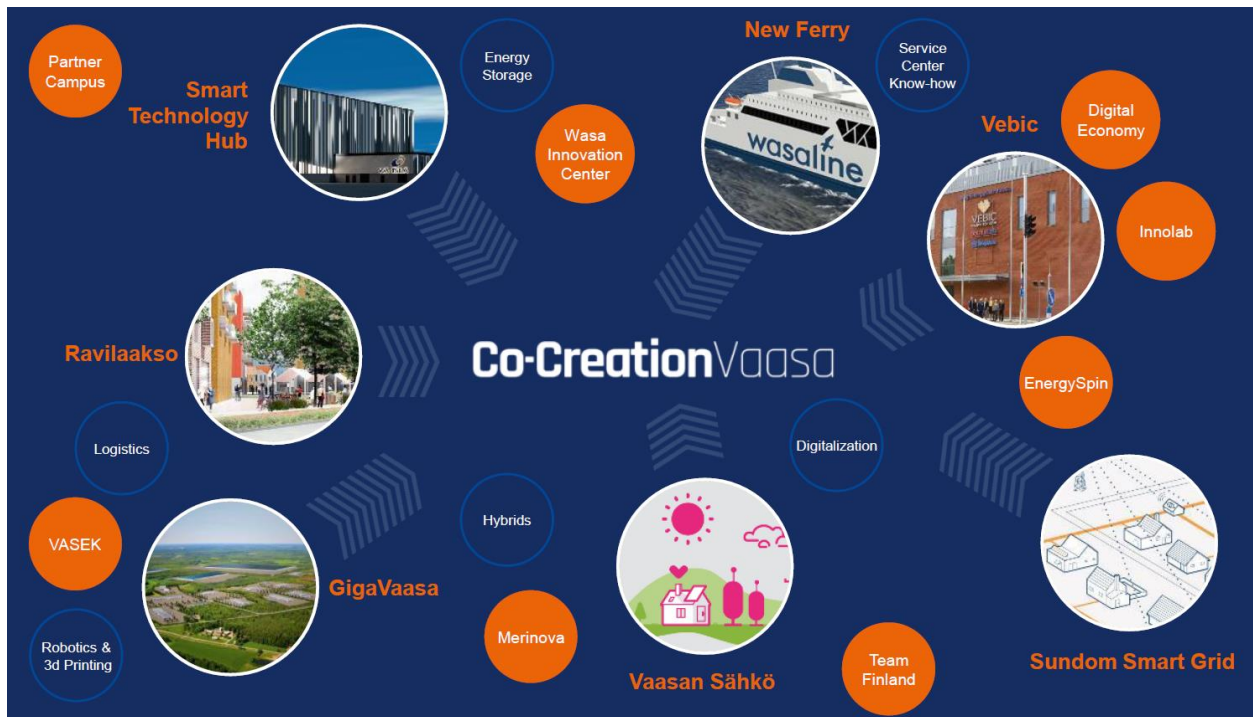 Partner
Campus
Smart
Technology
Hub
Energy
Storage
Wasa
Innovation
Center
New Ferry
wasaline
Service
Center
Know-how
Vebic
Digital
Economy
VEBIC
Innolab
Ravilaakso
Co-CreationVaasa
EnergySpin
Logistics
Digitalization
VASEK
Hybrids
GigaVaasa
Robotics &
3d Printing
Merinova
Vaasan Sähkö
Team
Finland
Sundom Smart Grid